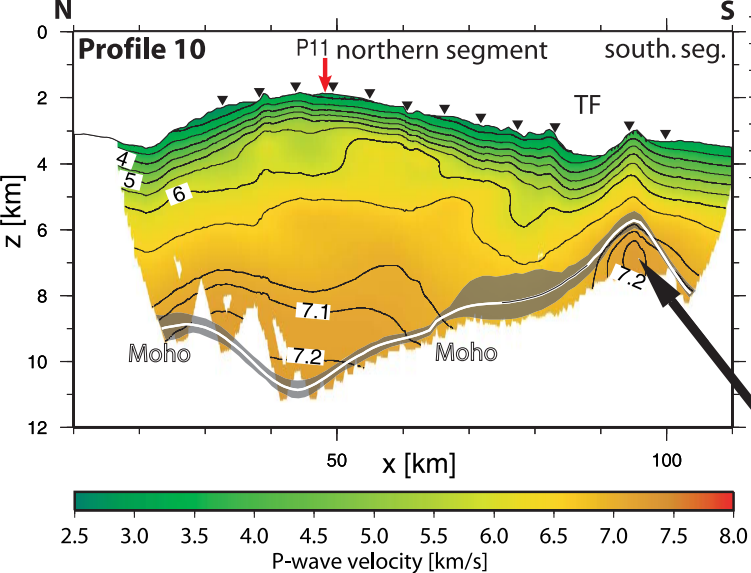 N S
Profile 10 P11 northern segment south. seg.
TF
0
2
4
6
8
10
12
z [km]
4
5
6
7.1
7.2
7.2
Moho Moho
50 100
x [km]
2.5 3.0 3.5 4.0 4.5 5.0 5.5 6.0 6.5 7.0 7.5 8.0
P-wave velocity [km/s]